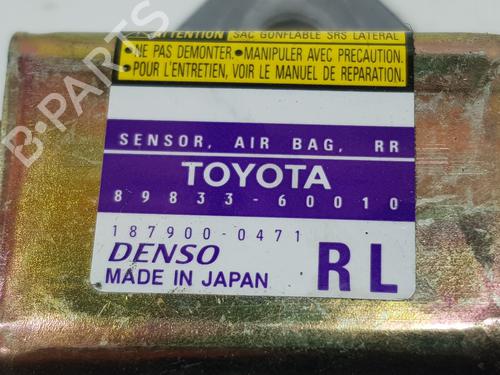 ATTENTION SAC GONFLABLE SRS LATERAL
•NE PAS DEMONTER. •MANIPULER AVEC PRECAUTION.
•POUR L'ENTRETIEN, VOIR LE MANUEL DE REPARATION.
SENSOR, AIR BAG, RR
TOYOTA
89833-60010
187900-0471
DENSO
MADE IN JAPAN
RL
B-PARTS